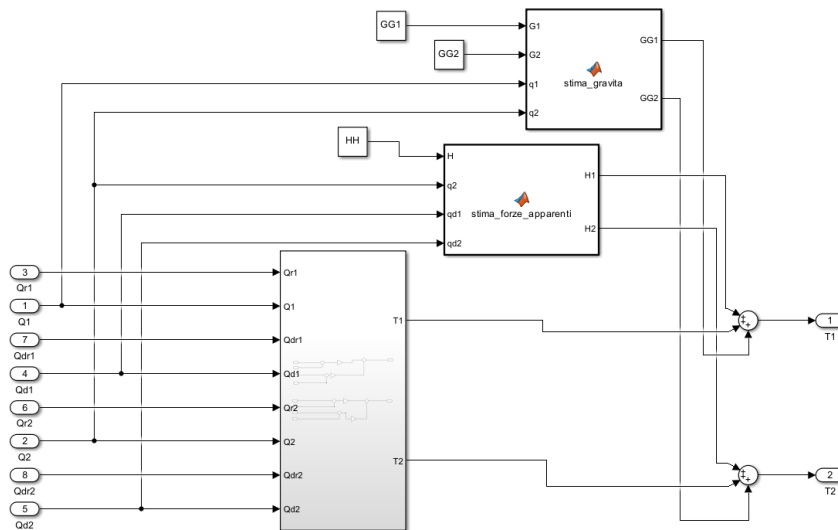 GG1
GG2
G1
G2
q1
q2
stima_gravita
GG1
GG2
HH
H
q2
qd1
qd2
stima_forze_apparenti
H1
H2
3
Qr1
1
Q1
7
Qdr1
4
Qd1
6
Qr2
2
Q2
8
Qdr2
5
Qd2
Qr1
Q1
Qdr1
Qd1
Qr2
Q2
Qdr2
Qd2
T1
T2
+
+
+
1
T1
+
+
+
2
T2